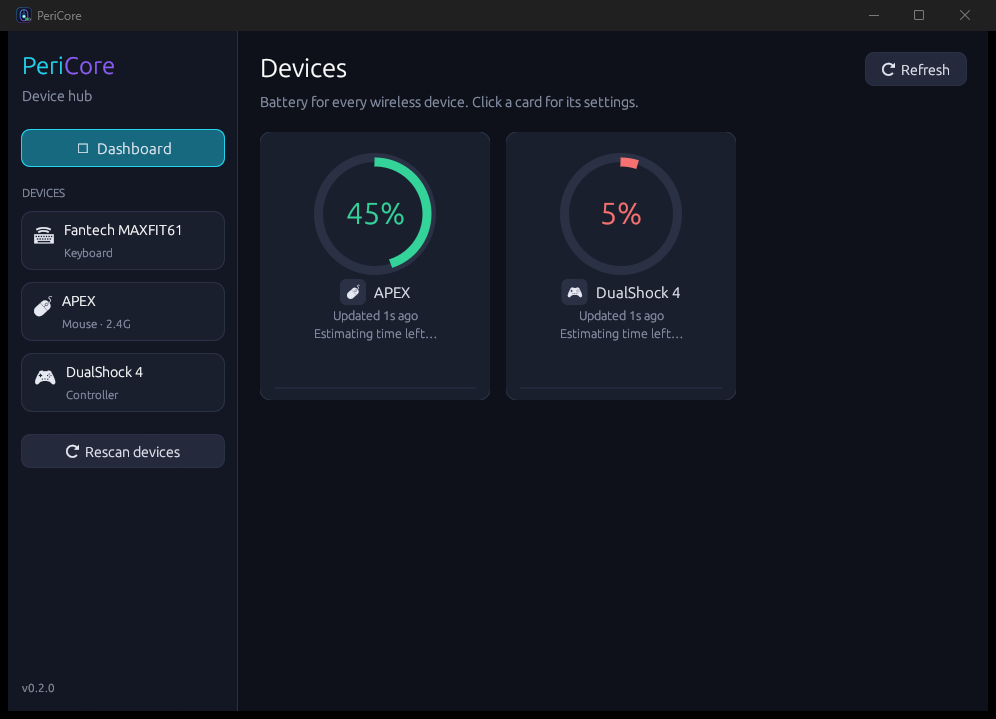 PeriCore
PeriCore
Device hub
Dashboard
DEVICES
Fantech MAXFIT61
Keyboard
APEX
Mouse · 2.4G
DualShock 4
Controller
Rescan devices
v0.2.0
Devices
Refresh
Battery for every wireless device. Click a card for its settings.
45%
APEX
Updated 1s ago
Estimating time left…
5%
DualShock 4
Updated 1s ago
Estimating time left…